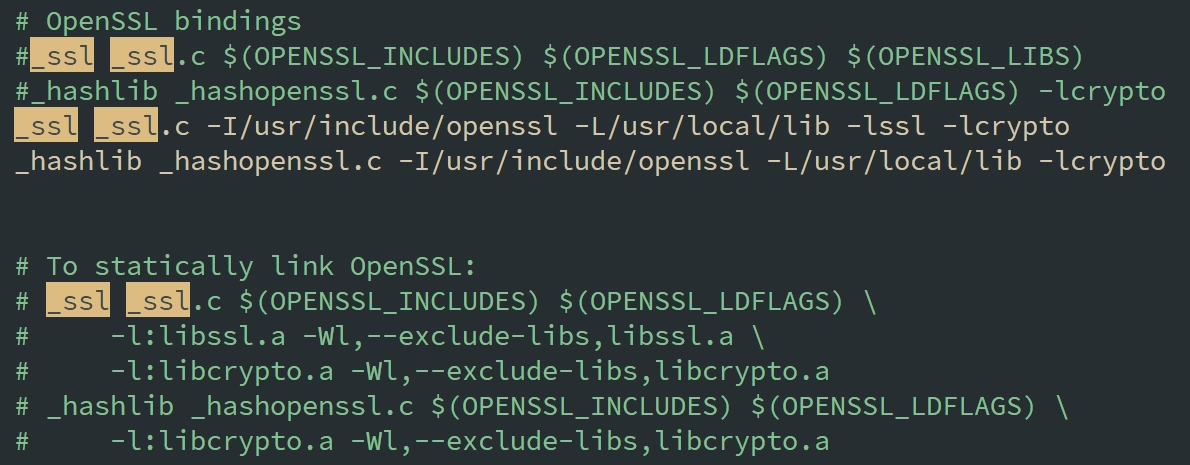 # OpenSSL bindings
#_ssl _ssl.c $(OPENSSL_INCLUDES) $(OPENSSL_LDFLAGS) $(OPENSSL_LIBS)
#_hashlib _hashopenssl.c $(OPENSSL_INCLUDES) $(OPENSSL_LDFLAGS) -lcrypto
_ssl _ssl.c -I/usr/include/openssl -L/usr/local/lib -lssl -lcrypto
_hashlib _hashopenssl.c -I/usr/include/openssl -L/usr/local/lib -lcrypto
# To statically link OpenSSL:
# _ssl _ssl.c $(OPENSSL_INCLUDES) $(OPENSSL_LDFLAGS) \
#     -l:libssl.a -Wl,--exclude-libs,libssl.a \
#     -l:libcrypto.a -Wl,--exclude-libs,libcrypto.a
# _hashlib _hashopenssl.c $(OPENSSL_INCLUDES) $(OPENSSL_LDFLAGS) \
#     -l:libcrypto.a -Wl,--exclude-libs,libcrypto.a